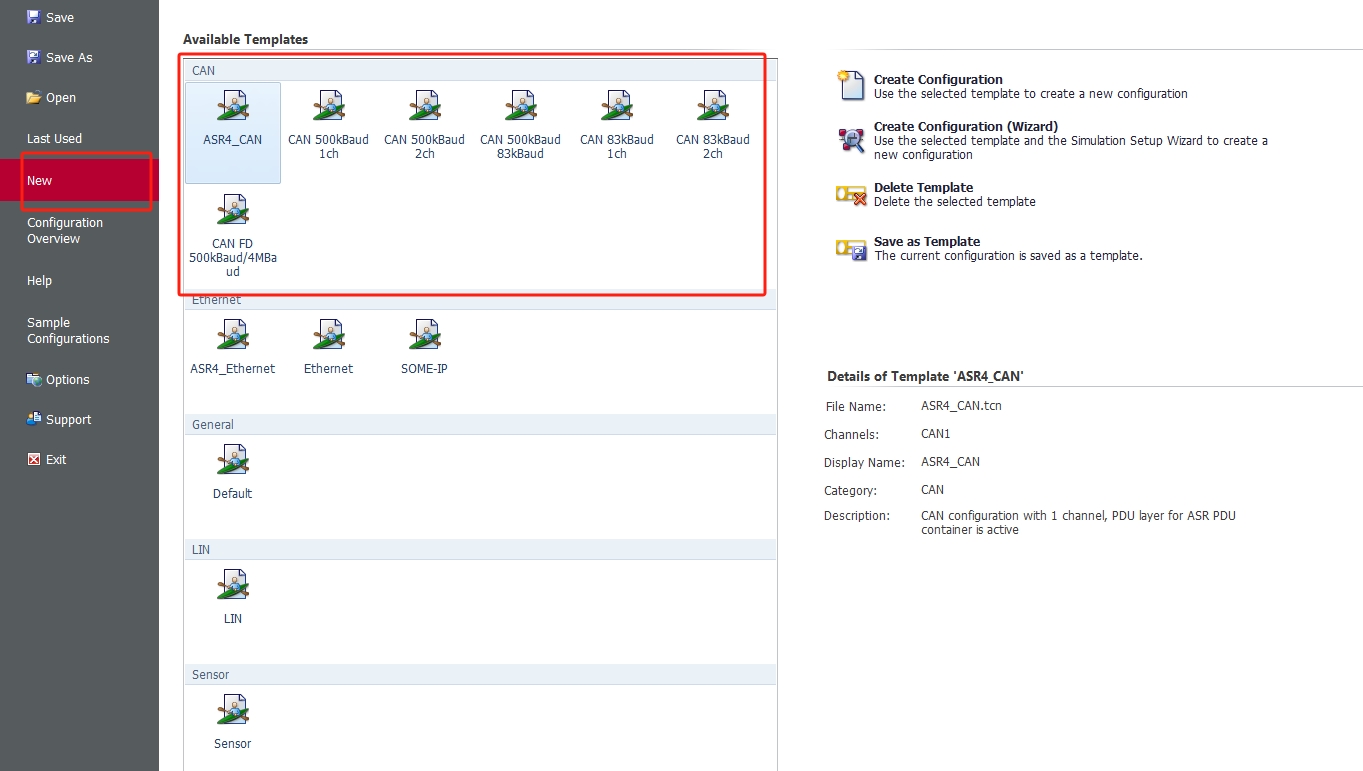 Save
Save As
Open
Last Used
New
Configuration
Overview
Help
Sample
Configurations
Options
Support
Exit
Available Templates
CAN
ASR4_CAN
CAN 500kBaud
1ch
CAN 500kBaud
2ch
CAN 500kBaud
83kBaud
CAN 83kBaud
1ch
CAN 83kBaud
2ch
CAN FD
500kBaud/4MBa
ud
Ethernet
ASR4_Ethernet
Ethernet
SOME-IP
General
Default
LIN
LIN
Sensor
Sensor
Create Configuration
Use the selected template to create a new configuration
Create Configuration (Wizard)
Use the selected template and the Simulation Setup Wizard to create a
new configuration
Delete Template
Delete the selected template
Save as Template
The current configuration is saved as a template.
Details of Template 'ASR4_CAN'
File Name: ASR4_CAN.tcn
Channels: CAN1
Display Name: ASR4_CAN
Category: CAN
Description: CAN configuration with 1 channel, PDU layer for ASR PDU
container is active